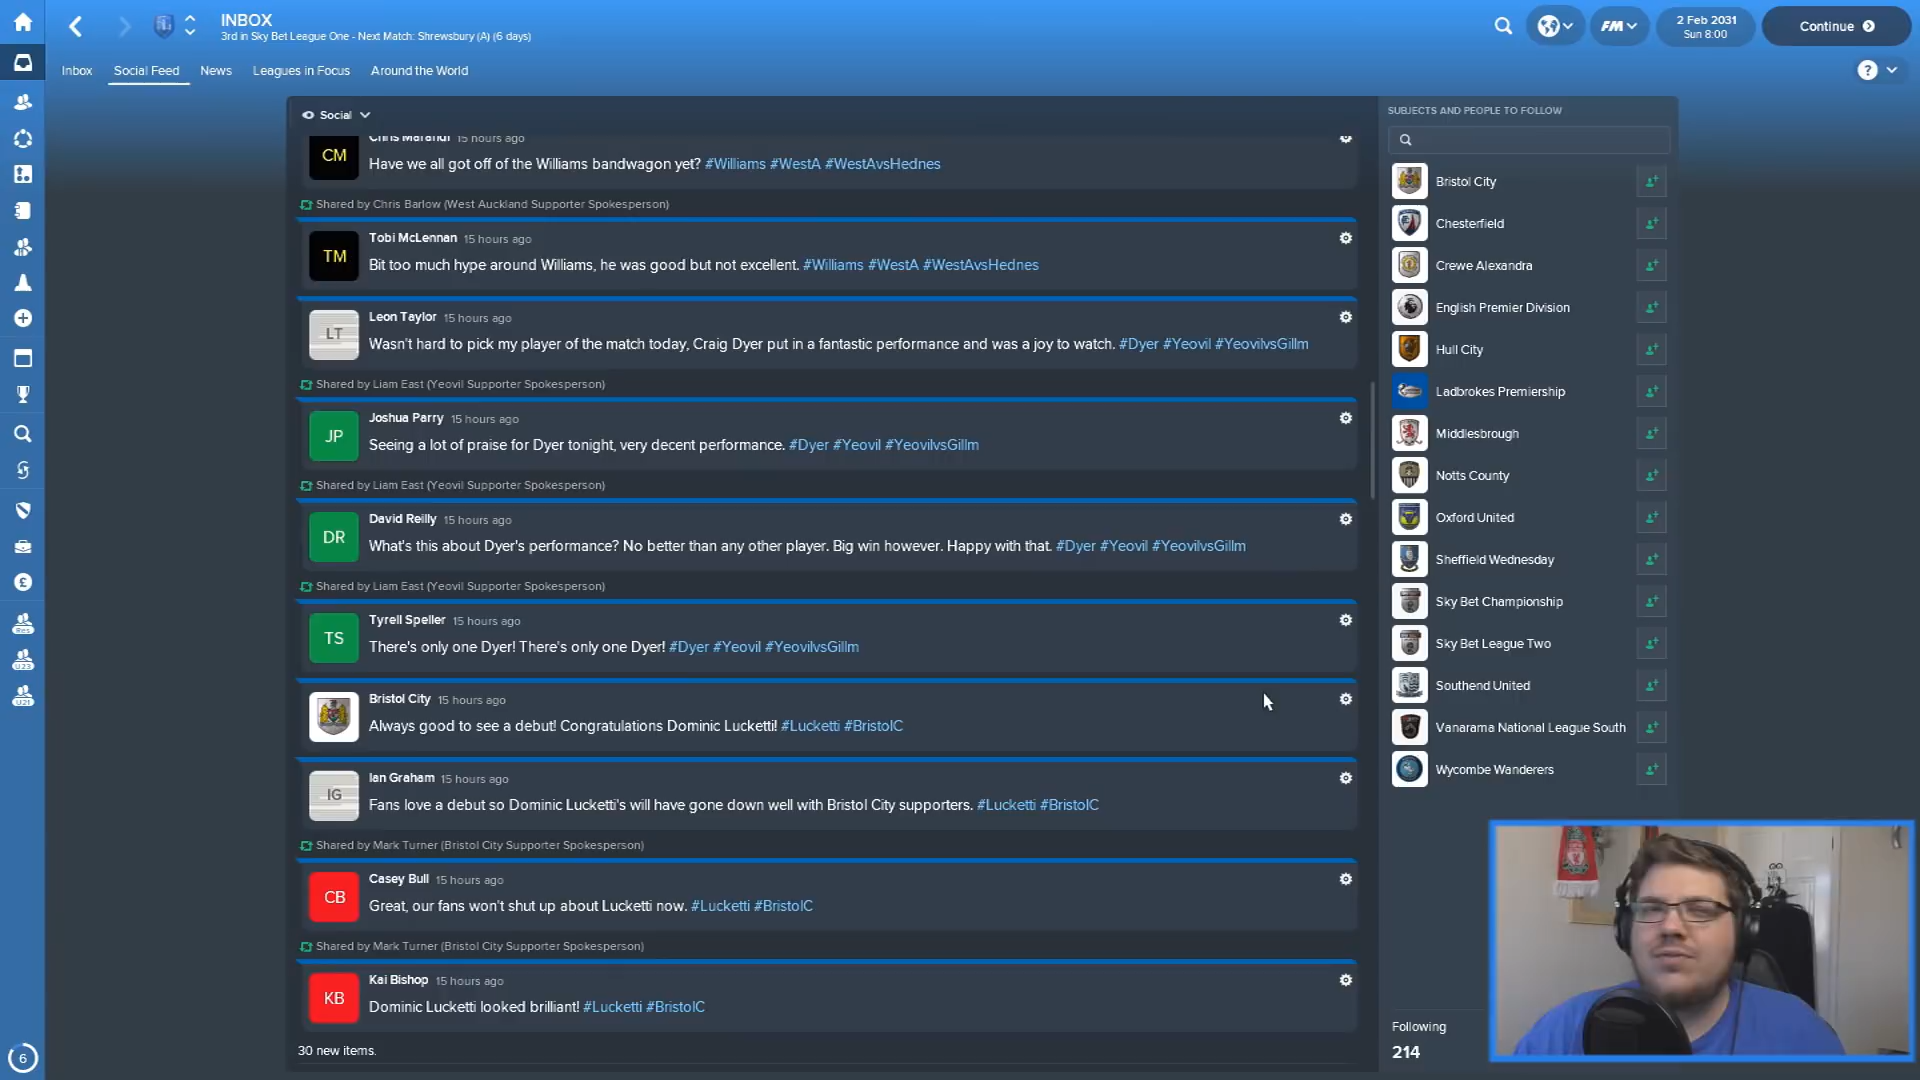 INBOX
3rd in Sky Bet League One - Next Match: Shrewsbury (A) (6 days)
FM
2 Feb 2031
Sun 8:00
Continue
Inbox
Social Feed
News
Leagues in Focus
Around the World
?
Social
CM
Chris Marandi 15 hours ago
Have we all got off of the Williams bandwagon yet? #Williams #WestA #WestAvsHednes
Shared by Chris Barlow (West Auckland Supporter Spokesperson)
TM
Tobi McLennan 15 hours ago
Bit too much hype around Williams, he was good but not excellent. #Williams #WestA #WestAvsHednes
LT
Leon Taylor 15 hours ago
Wasn't hard to pick my player of the match today, Craig Dyer put in a fantastic performance and was a joy to watch. #Dyer #Yeovil #YeovilvsGillm
Shared by Liam East (Yeovil Supporter Spokesperson)
JP
Joshua Parry 15 hours ago
Seeing a lot of praise for Dyer tonight, very decent performance. #Dyer #Yeovil #YeovilvsGillm
Shared by Liam East (Yeovil Supporter Spokesperson)
DR
David Reilly 15 hours ago
What's this about Dyer's performance? No better than any other player. Big win however. Happy with that. #Dyer #Yeovil #YeovilvsGillm
Shared by Liam East (Yeovil Supporter Spokesperson)
TS
Tyrell Speller 15 hours ago
There's only one Dyer! There's only one Dyer! #Dyer #Yeovil #YeovilvsGillm
Bristol City 15 hours ago
Always good to see a debut! Congratulations Dominic Lucketti! #Lucketti #BristolC
IG
Ian Graham 15 hours ago
Fans love a debut so Dominic Lucketti's will have gone down well with Bristol City supporters. #Lucketti #BristolC
Shared by Mark Turner (Bristol City Supporter Spokesperson)
CB
Casey Bull 15 hours ago
Great, our fans won't shut up about Lucketti now. #Lucketti #BristolC
Shared by Mark Turner (Bristol City Supporter Spokesperson)
KB
Kai Bishop 15 hours ago
Dominic Lucketti looked brilliant! #Lucketti #BristolC
30 new items.
SUBJECTS AND PEOPLE TO FOLLOW
Bristol City
Chesterfield
Crewe Alexandra
English Premier Division
Hull City
Ladbrokes Premiership
Middlesbrough
Notts County
Oxford United
Sheffield Wednesday
Sky Bet Championship
Sky Bet League Two
Southend United
Vanarama National League South
Wycombe Wanderers
Following
214
Res
U23
U21
6